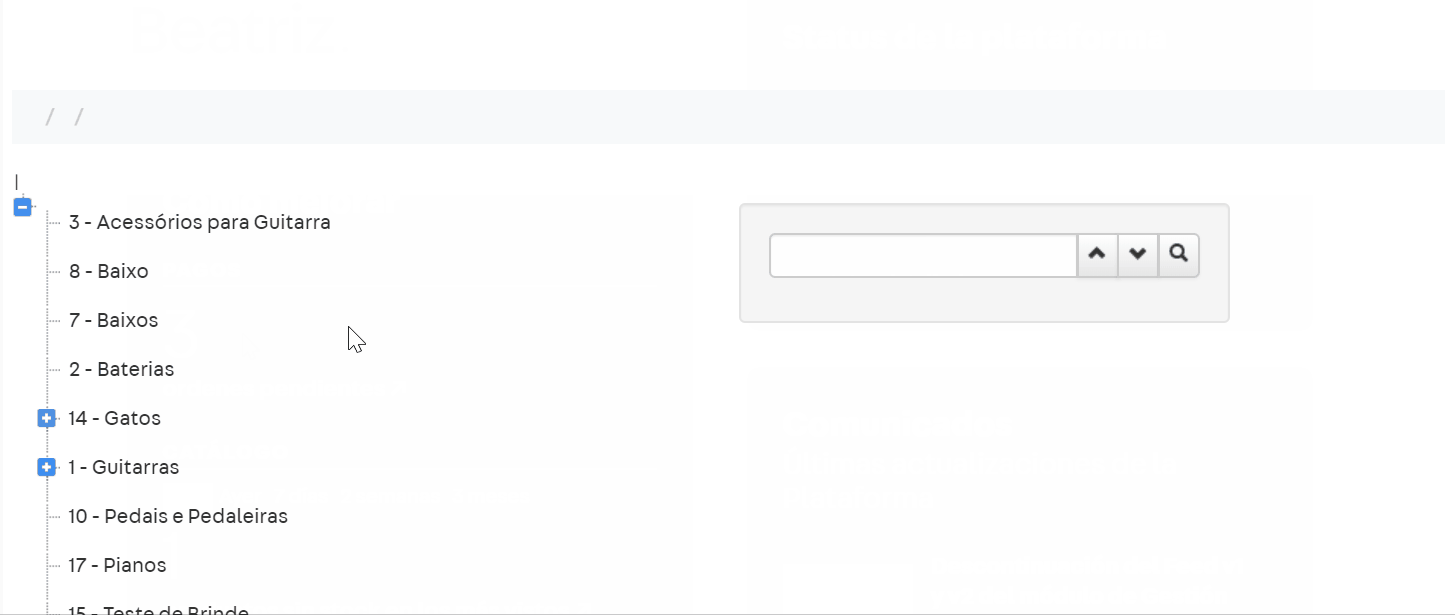 / /
|
3 - Acessórios para Guitarra
8 - Baixo
7 - Baixos
2 - Baterias
14 - Gatos
1 - Guitarras
10 - Pedais e Pedaleiras
17 - Pianos
15 - Teste de Brinde